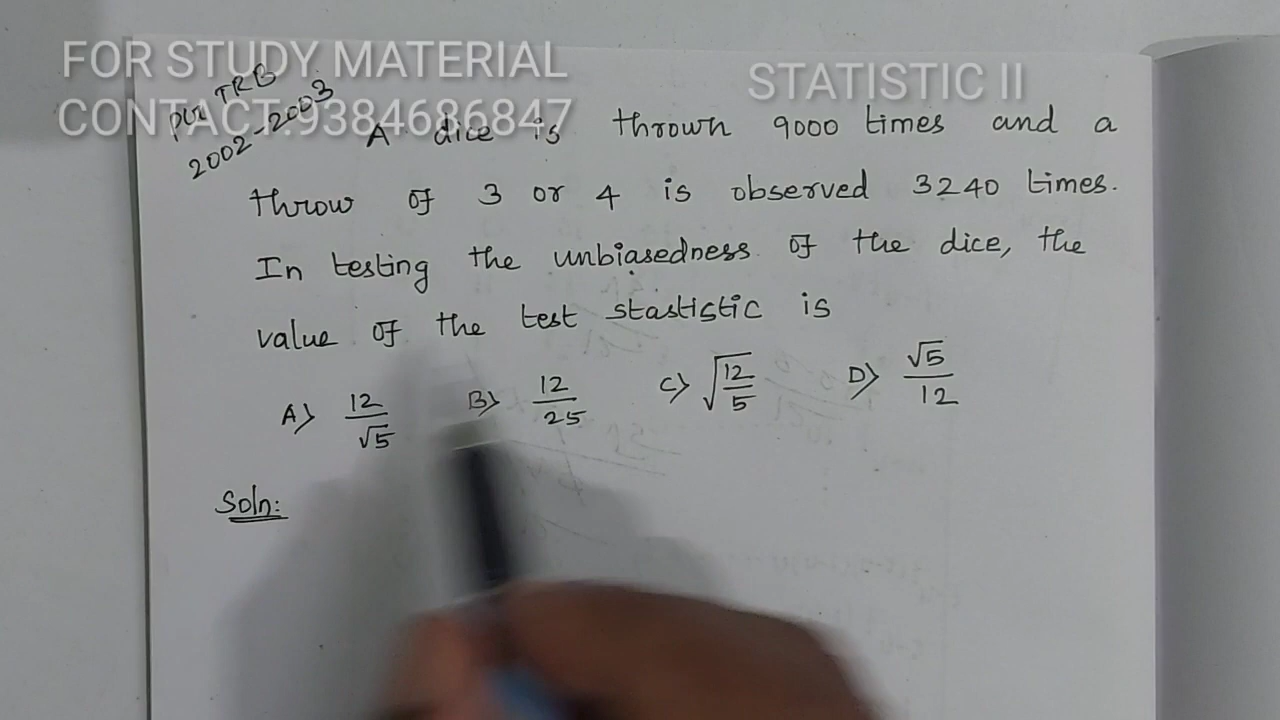 FOR STUDY MATERIAL
CONTACT:9384686847
STATISTIC II
PG TRB
2002-2003
A dice is thrown 9000 times and a
throw of 3 or 4 is observed 3240 times.
In testing the unbiasedness of the dice, the
value of the test stastistic is
A) 12/√5 B) 12/25 C) √(12/5) D) √5/12
Soln: